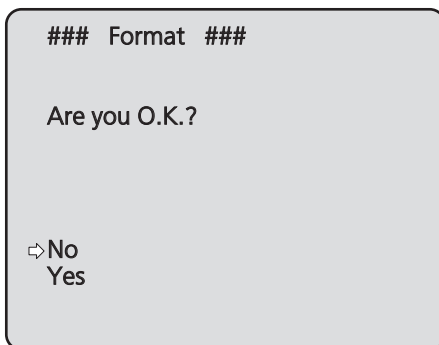 ### Format ###
Are you O.K.?
⇨No
Yes